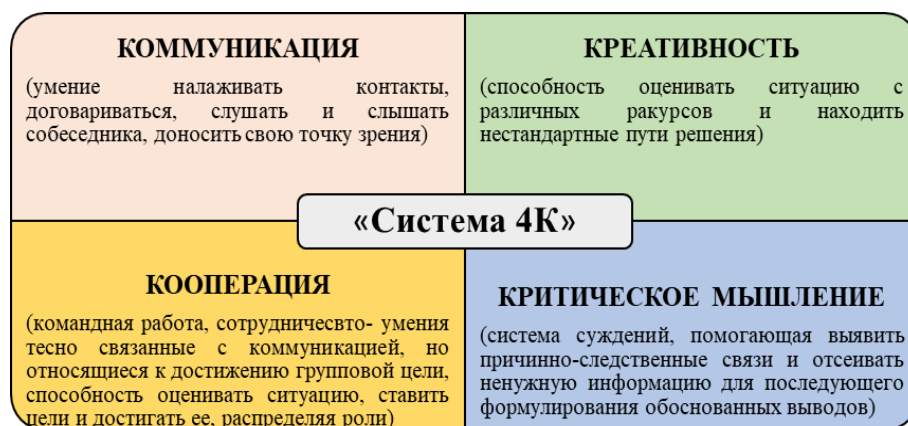 КОММУНИКАЦИЯ
(умение налаживать контакты,
договариваться, слушать и слышать
собеседника, доносить свою точку зрения)
КРЕАТИВНОСТЬ
(способность оценивать ситуацию с
различных ракурсов и находить
нестандартные пути решения)
«Система 4К»
КООПЕРАЦИЯ
(командная работа, сотрудничесвто- умения
тесно связанные с коммуникацией, но
относящиеся к достижению групповой цели,
способность оценивать ситуацию, ставить
цели и достигать ее, распределяя роли)
КРИТИЧЕСКОЕ МЫШЛЕНИЕ
(система суждений, помогающая выявить
причинно-следственные связи и отсеивать
ненужную информацию для последующего
формулирования обоснованных выводов)